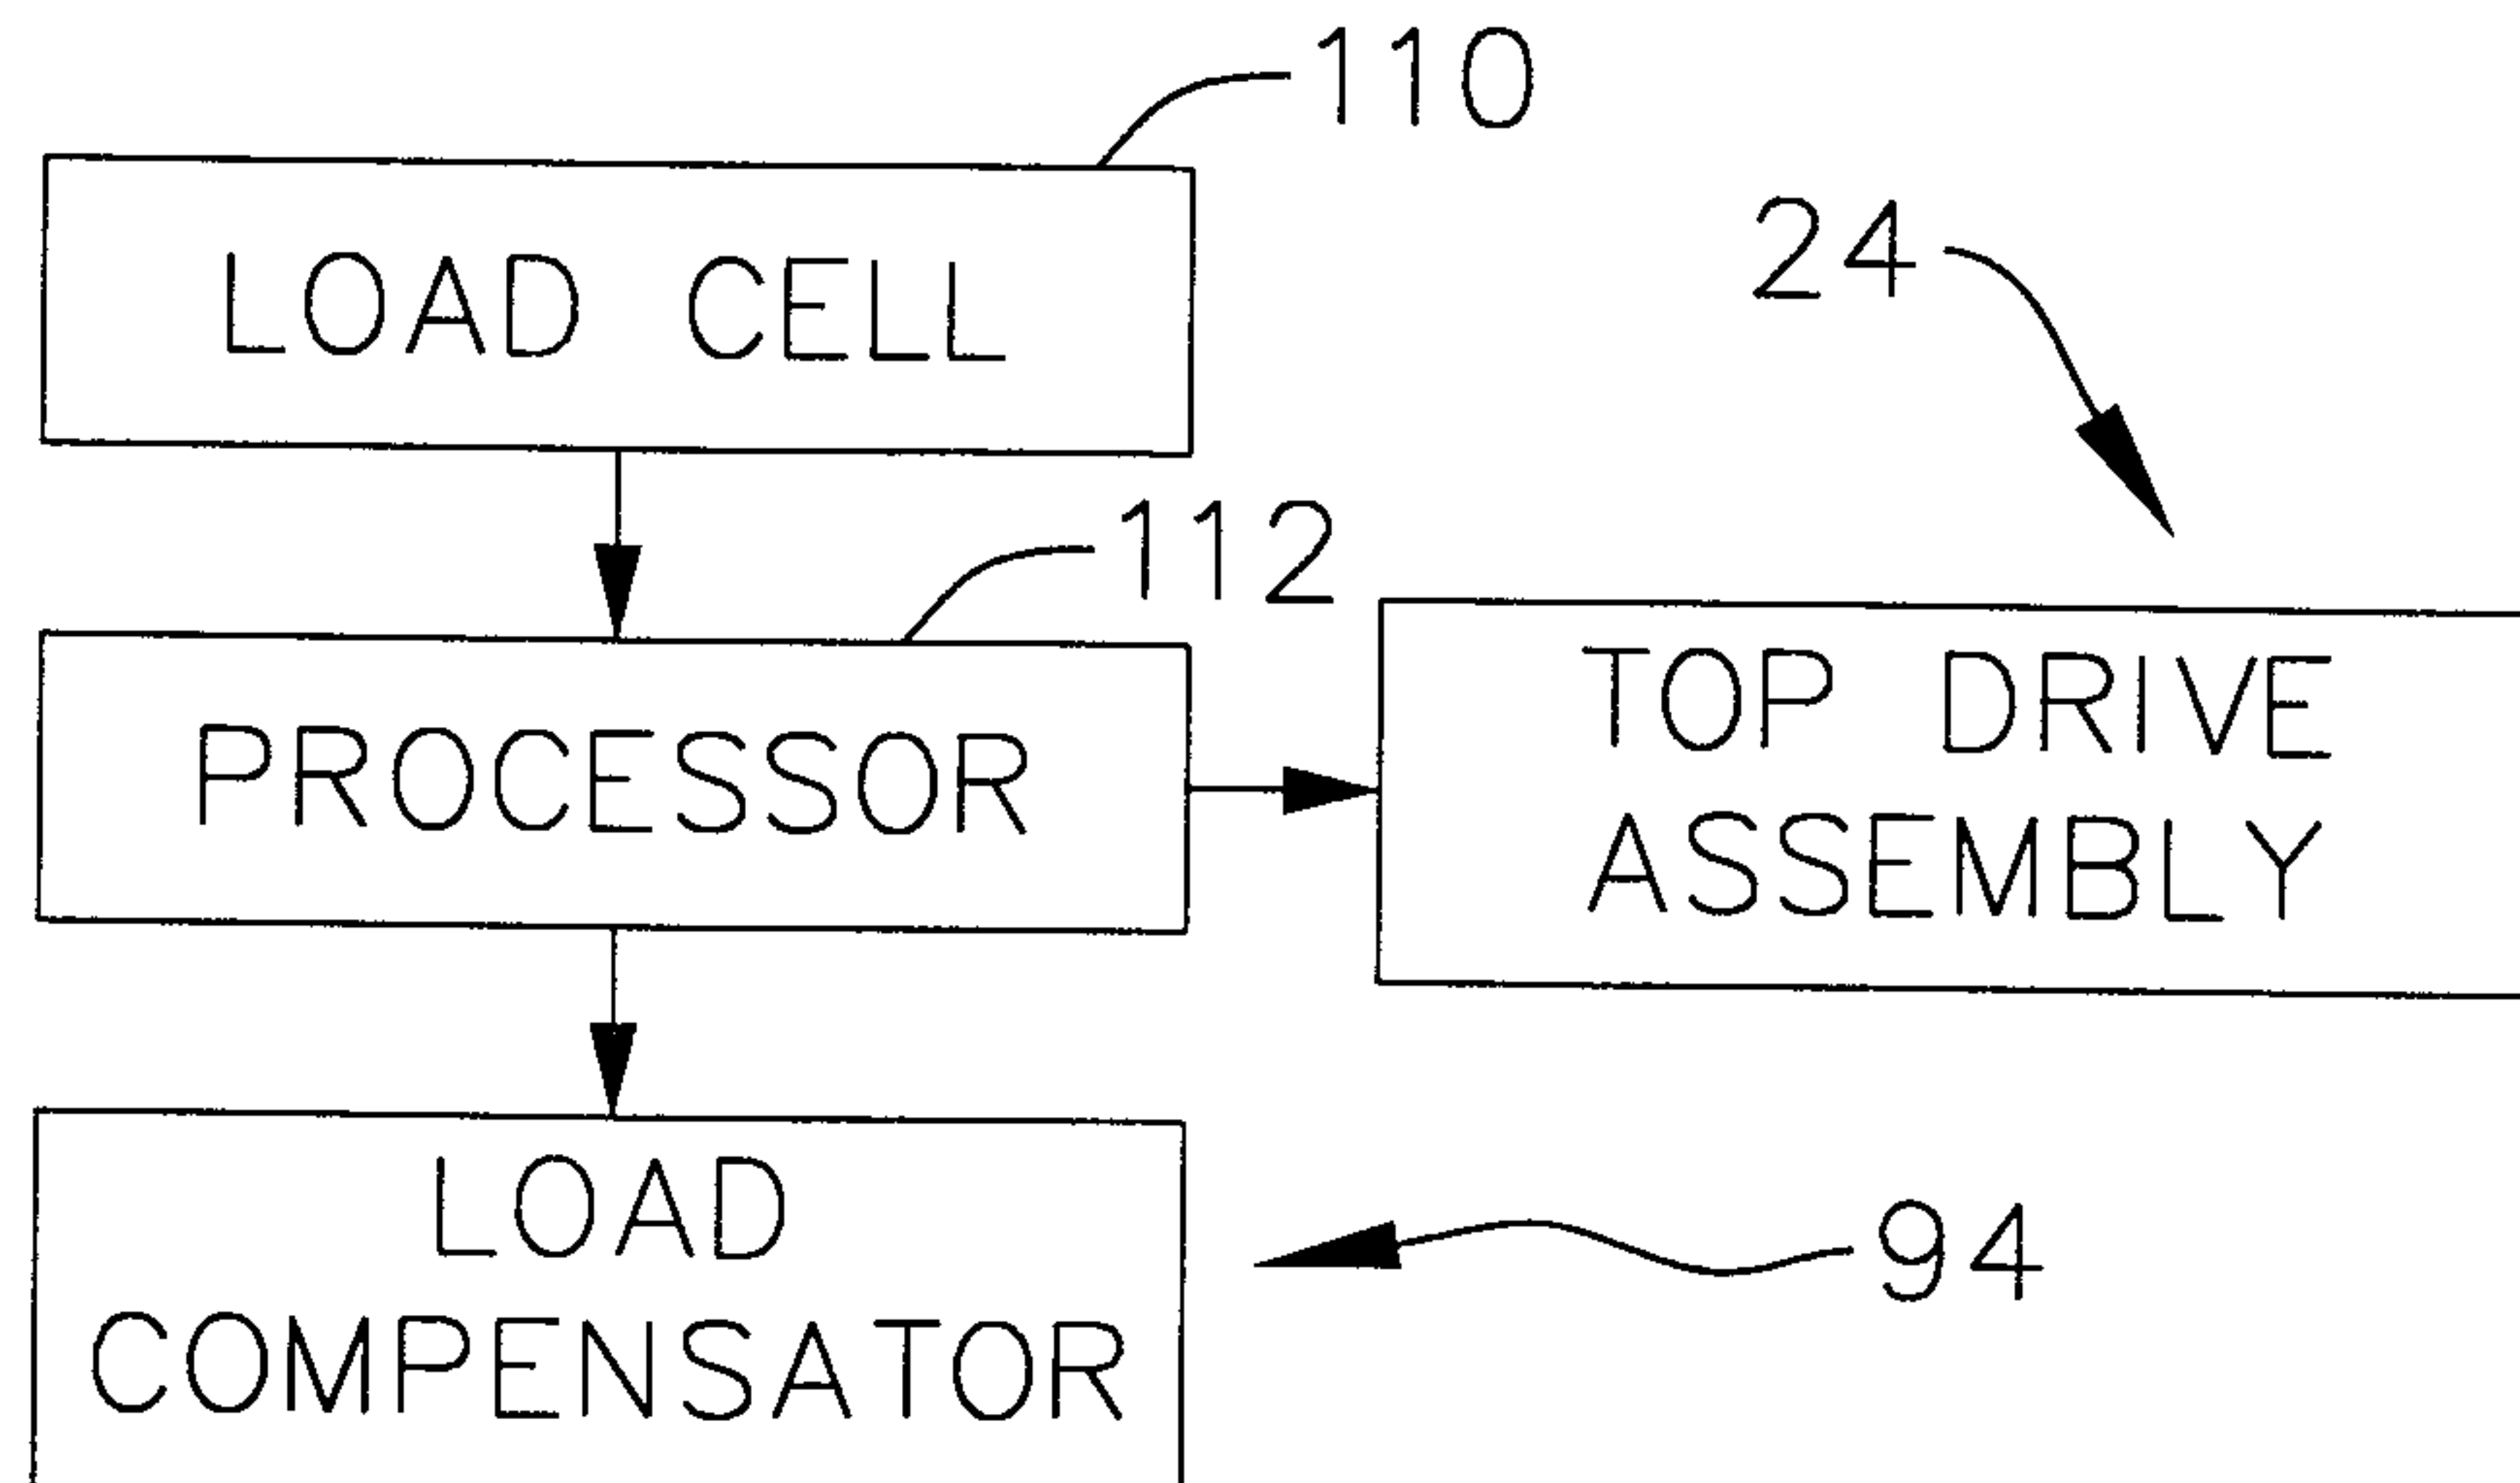 110
LOAD CELL
24
112
PROCESSOR
TOP DRIVE
ASSEMBLY
LOAD
COMPENSATOR
94